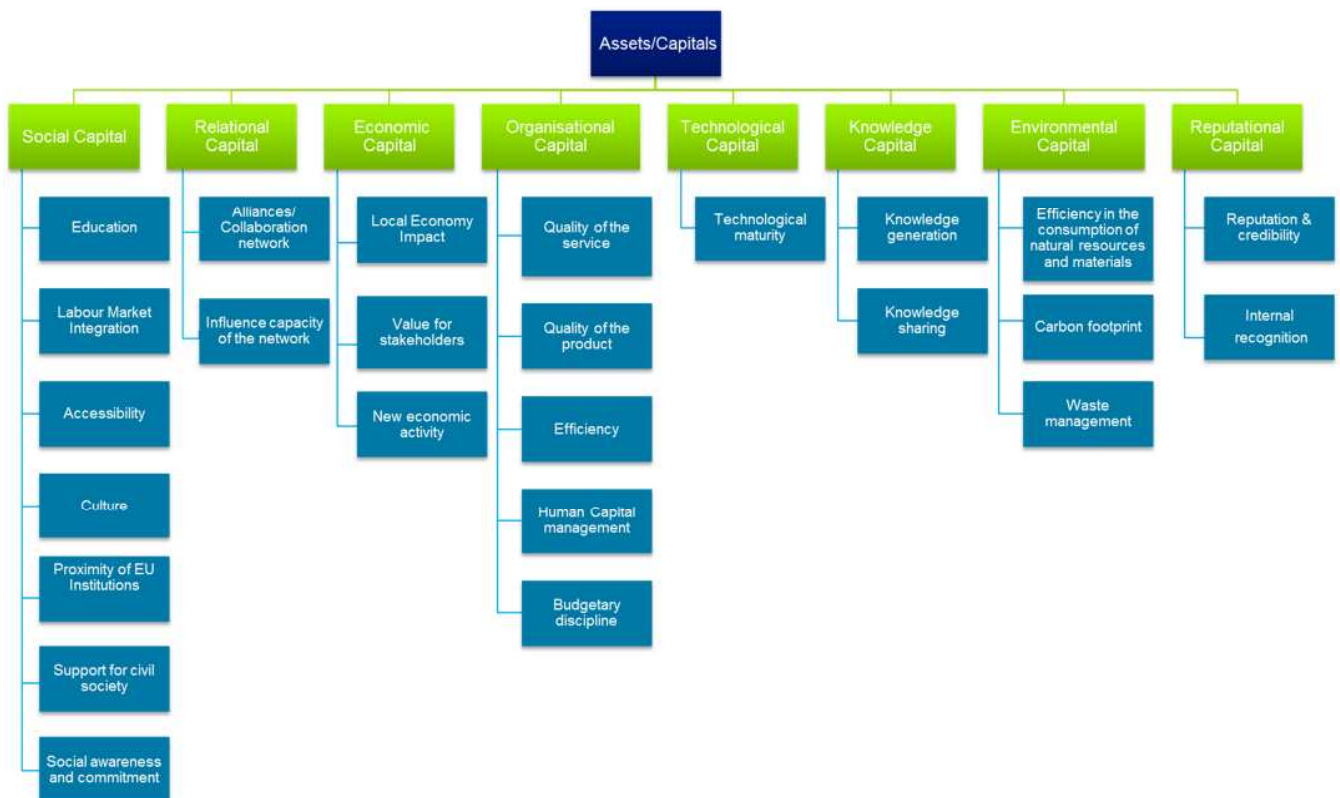 Assets/Capitals
Social Capital
Relational
Capital
Economic
Capital
Organisational
Capital
Technological
Capital
Knowledge
Capital
Environmental
Capital
Reputational
Capital
Education
Labour Market
Integration
Accessibility
Culture
Proximity of EU
Institutions
Support for civil
society
Social awareness
and commitment
Alliances/
Collaboration
network
Influence capacity
of the network
Local Economy
Impact
Value for
stakeholders
New economic
activity
Quality of the
service
Quality of the
product
Efficiency
Human Capital
management
Budgetary
discipline
Technological
maturity
Knowledge
generation
Knowledge
sharing
Efficiency in the
consumption of
natural resources
and materials
Carbon footprint
Waste
management
Reputation &
credibility
Internal
recognition